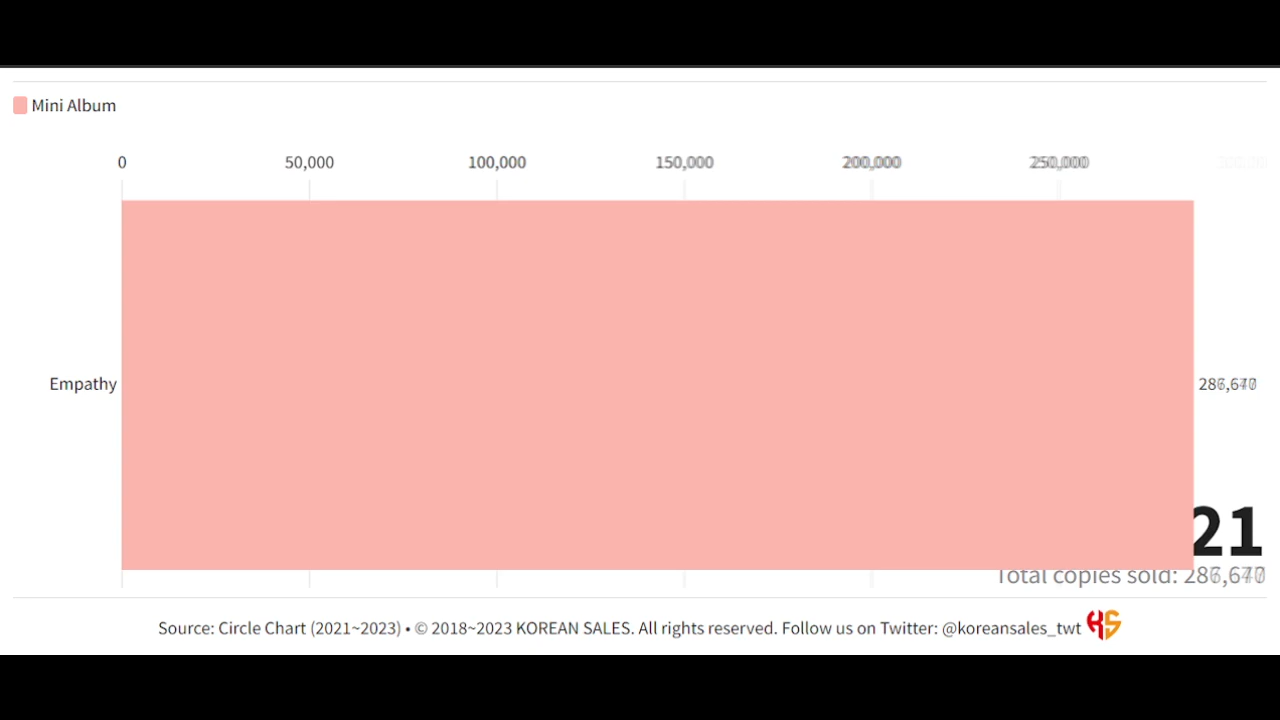 Mini Album
0 50,000 100,000 150,000 200,000 250,000
Empathy
21
Total copies sold:
Source: Circle Chart (2021~2023) • © 2018~2023 KOREAN SALES. All rights reserved. Follow us on Twitter: @koreansales_twt KS